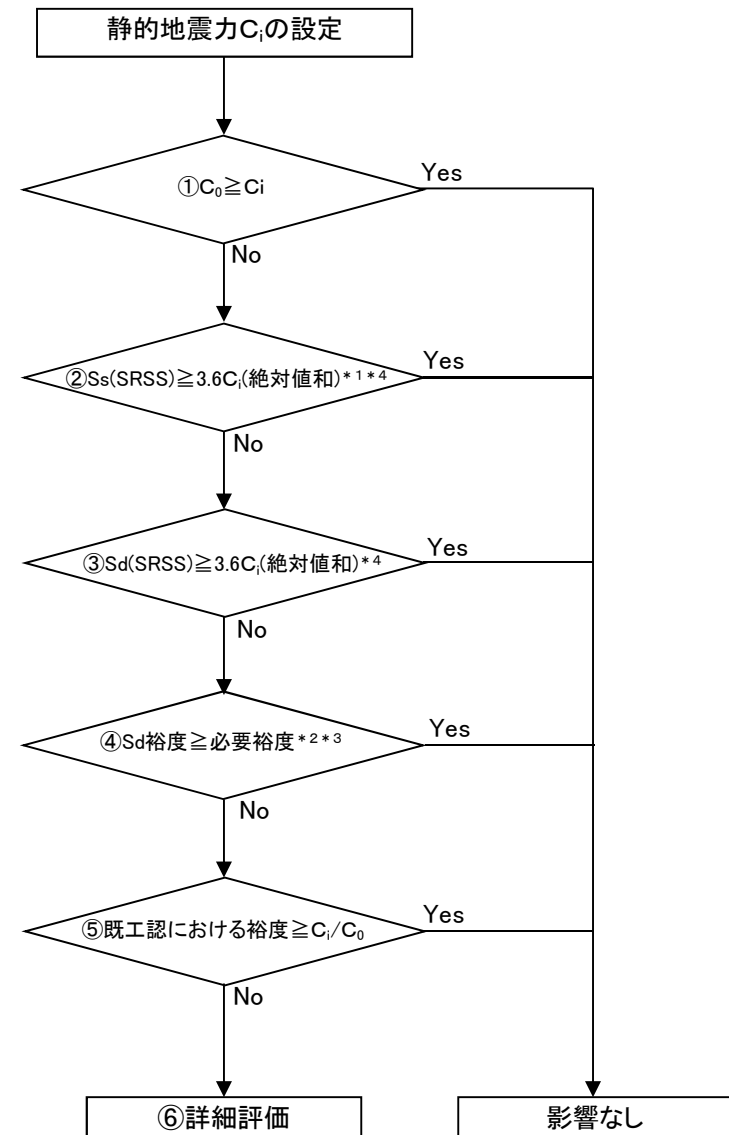 静的地震力Ciの設定
①C₀≧Ci
Yes
No
②Ss(SRSS)≧3.6Ci(絶対値和)*1*4
Yes
No
③Sd(SRSS)≧3.6Ci(絶対値和)*4
Yes
No
④Sd裕度≧必要裕度*2*3
Yes
No
⑤既工認における裕度≧Ci/C₀
Yes
No
⑥詳細評価
影響なし